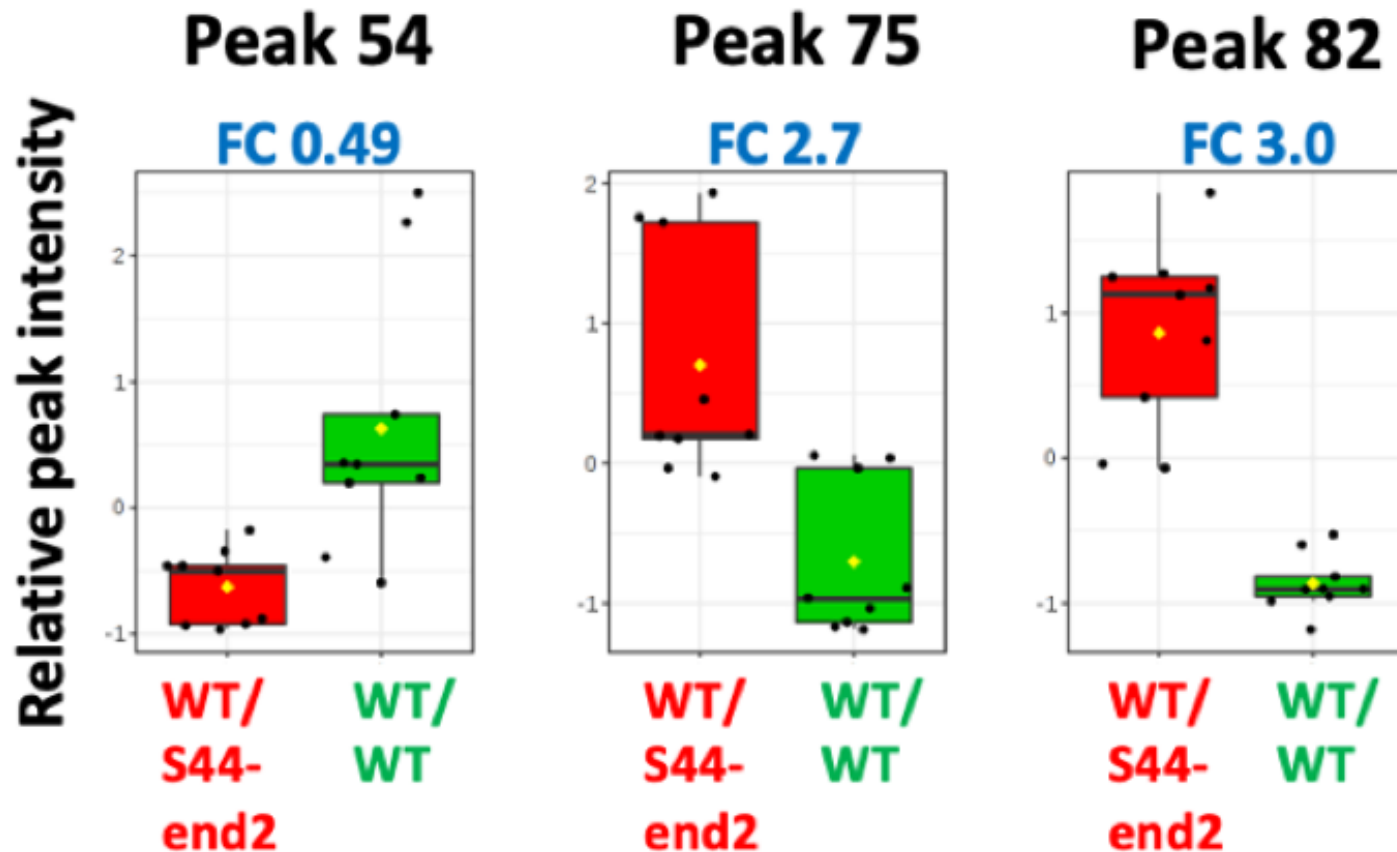 Peak 54
Peak 75
Peak 82
Relative peak intensity
FC 0.49
FC 2.7
FC 3.0
2
1
0
-1
2
1
0
-1
1
0
-1
WT/
S44-
end2
WT/
WT
WT/
S44-
end2
WT/
WT
WT/
S44-
end2
WT/
WT